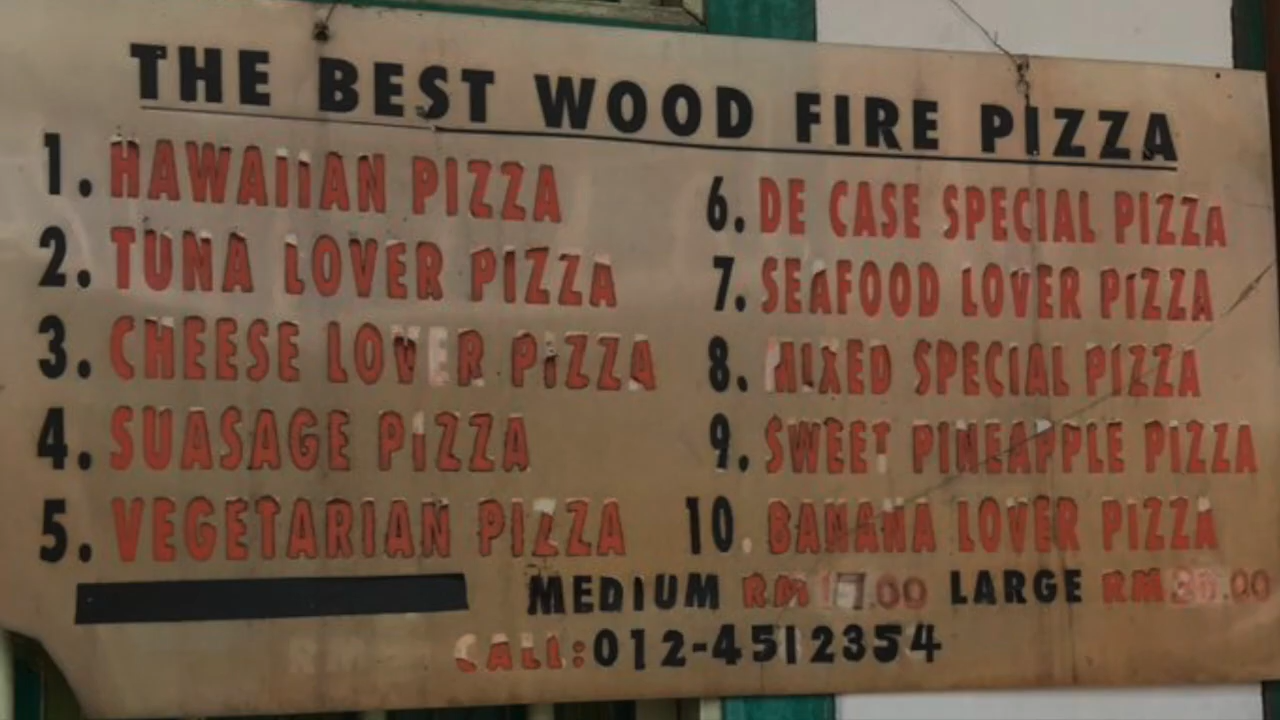 THE BEST WOOD FIRE PIZZA
1. HAWAIIAN PIZZA
2. TUNA LOVER PIZZA
3. CHEESE LOVER PIZZA
4. SUASAGE PIZZA
5. VEGETARIAN PIZZA
6. DE CASE SPECIAL PIZZA
7. SEAFOOD LOVER PIZZA
8. MIXED SPECIAL PIZZA
9. SWEET PINEAPPLE PIZZA
10. BANANA LOVER PIZZA
MEDIUM RM 17.00 LARGE RM
CALL:012-4512354